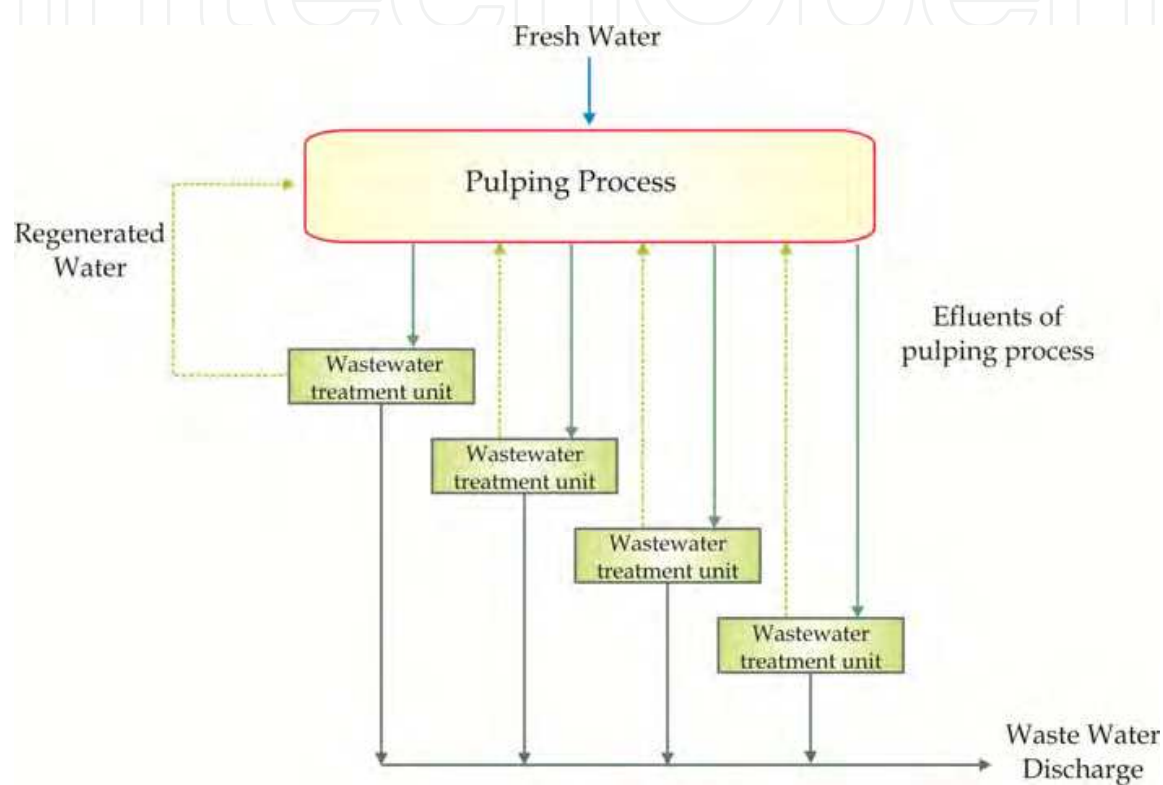 Fresh Water
Pulping Process
Regenerated
Water
Efluents of
pulping process
Wastewater
treatment unit
Wastewater
treatment unit
Wastewater
treatment unit
Wastewater
treatment unit
Waste Water
Discharge